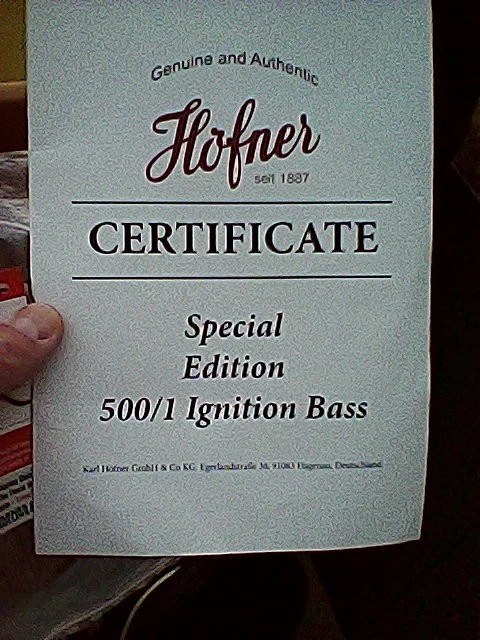 Genuine and Authentic
Höfner
seit 1887
CERTIFICATE
Special
Edition
500/1 Ignition Bass
Karl Höfner GmbH & Co KG, Egerlandstraße 38, 91083 Hagenau, Deutschland